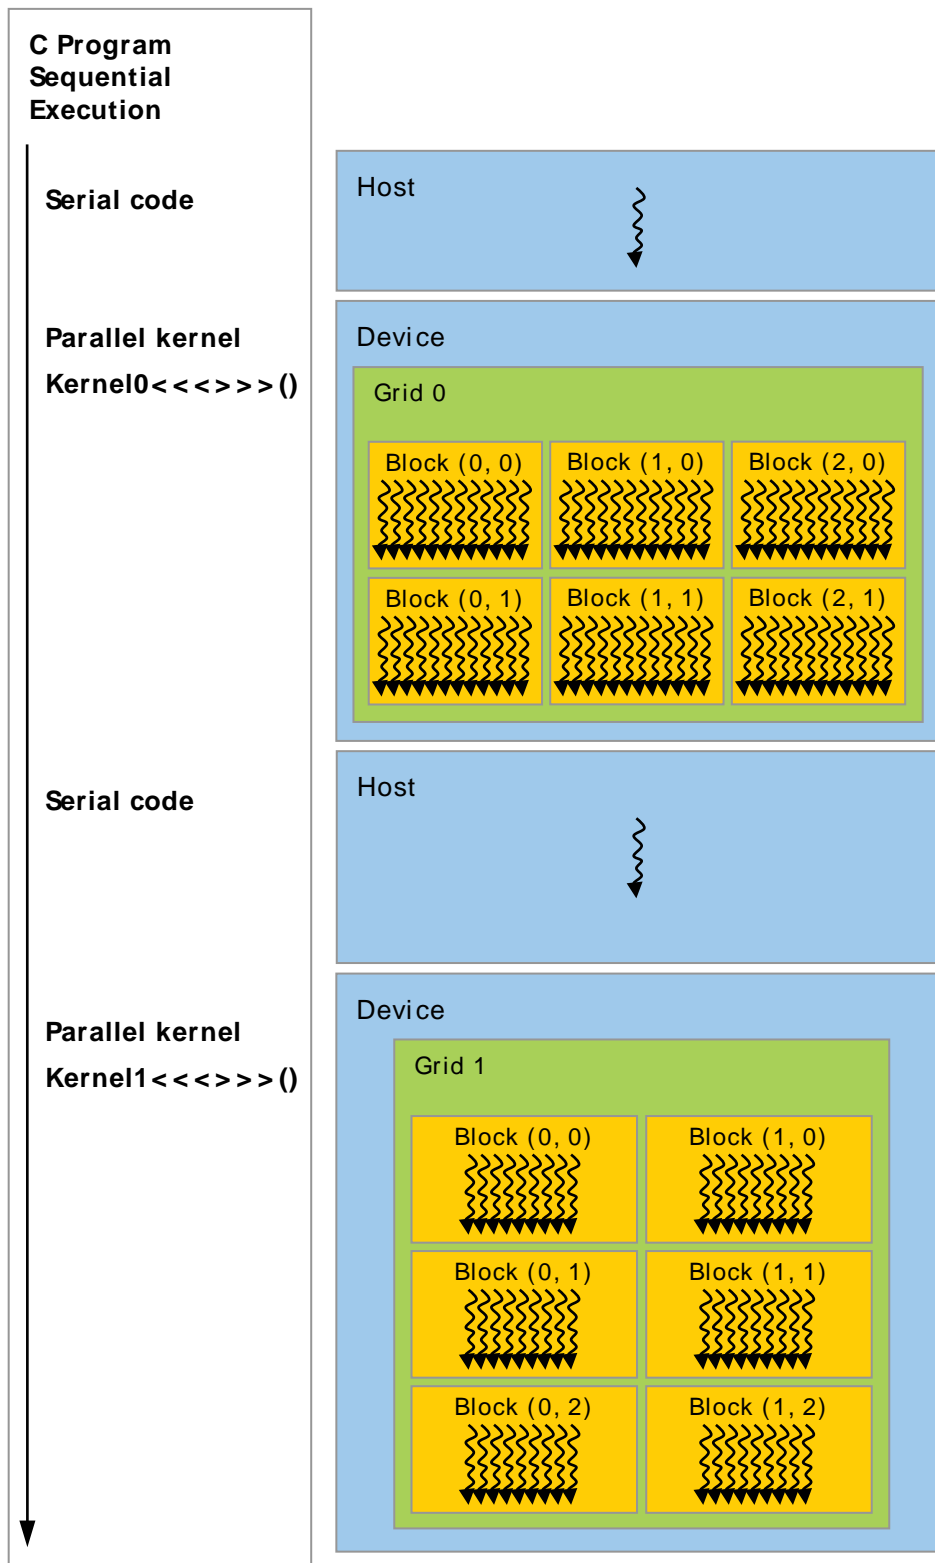 C Program
Sequential
Execution
Serial code
Host
Parallel kernel
Kernel0<<<>>>()
Device
Grid 0
Block (0, 0) Block (1, 0) Block (2, 0)
Block (0, 1) Block (1, 1) Block (2, 1)
Serial code
Host
Parallel kernel
Kernel1<<<>>>()
Device
Grid 1
Block (0, 0) Block (1, 0)
Block (0, 1) Block (1, 1)
Block (0, 2) Block (1, 2)